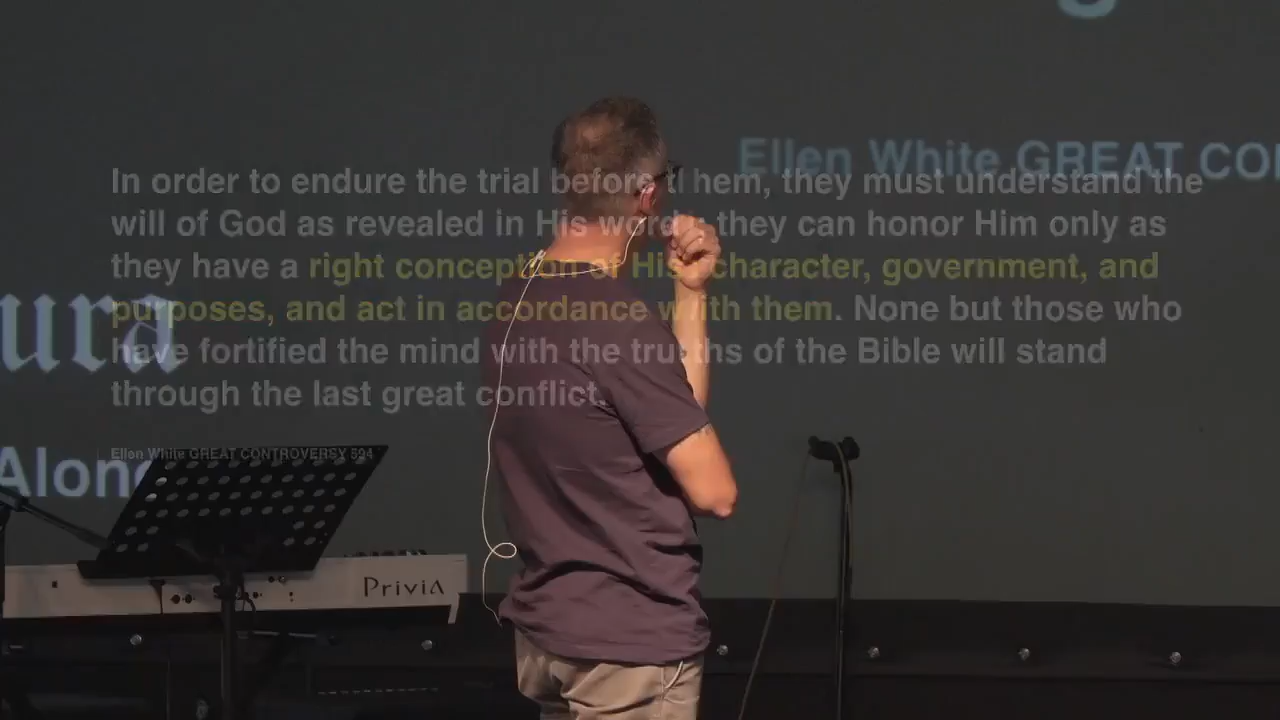 Ellen White GREAT
In order to endure the trial before them, they must understand the
will of God as revealed in His word; they can honor Him only as
they have a right conception of His character, government, and
purposes, and act in accordance with them. None but those who
have fortified the mind with the truths of the Bible will stand
through the last great conflict.
Ellen White GREAT CONTROVERSY 594
ura
Alone
Privia